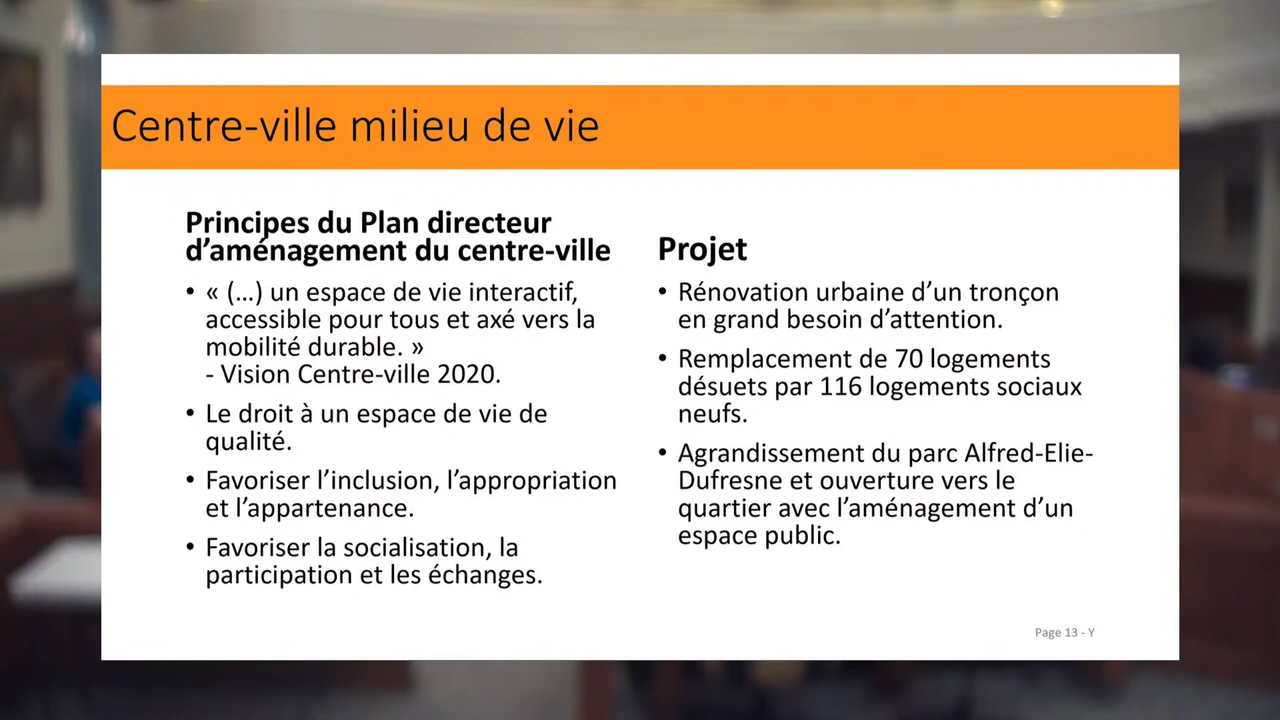 Centre-ville milieu de vie
Principes du Plan directeur
d’aménagement du centre-ville
• « (…) un espace de vie interactif,
accessible pour tous et axé vers la
mobilité durable. »
- Vision Centre-ville 2020.
• Le droit à un espace de vie de
qualité.
• Favoriser l’inclusion, l’appropriation
et l’appartenance.
• Favoriser la socialisation, la
participation et les échanges.
Projet
• Rénovation urbaine d’un tronçon
en grand besoin d’attention.
• Remplacement de 70 logements
désuets par 116 logements sociaux
neufs.
• Agrandissement du parc Alfred-Elie-
Dufresne et ouverture vers le
quartier avec l’aménagement d’un
espace public.
Page 13 - Y